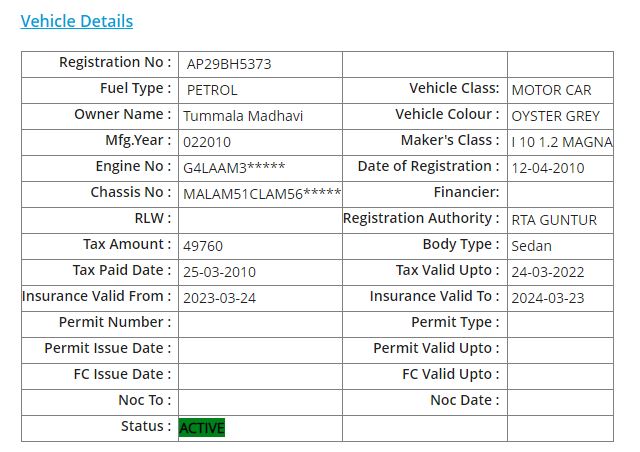 Vehicle Details
Registration No : AP29BH5373
Fuel Type : PETROL Vehicle Class: MOTOR CAR
Owner Name : Tummala Madhavi Vehicle Colour : OYSTER GREY
Mfg.Year : 022010 Maker's Class : I 10 1.2 MAGNA
Engine No : G4LAAM3***** Date of Registration : 12-04-2010
Chassis No : MALAM51CLAM56***** Financier:
RLW : Registration Authority : RTA GUNTUR
Tax Amount : 49760 Body Type : Sedan
Tax Paid Date : 25-03-2010 Tax Valid Upto : 24-03-2022
Insurance Valid From : 2023-03-24 Insurance Valid To : 2024-03-23
Permit Number : Permit Type :
Permit Issue Date : Permit Valid Upto :
FC Issue Date : FC Valid Upto :
Noc To : Noc Date :
Status : ACTIVE